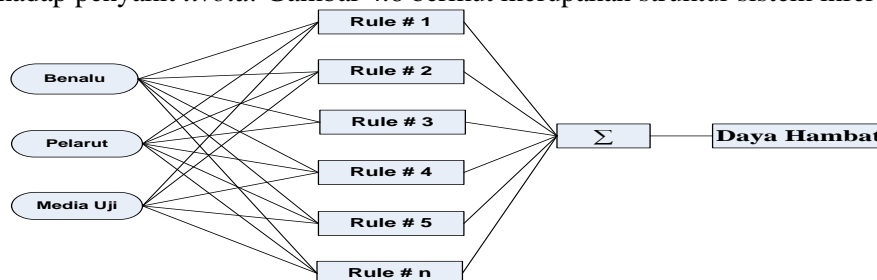 Rule # 1
Rule # 2
Benalu
Rule # 3
Pelarut
Σ
Daya Hambat
Rule # 4
Media Uji
Rule # 5
Rule # n